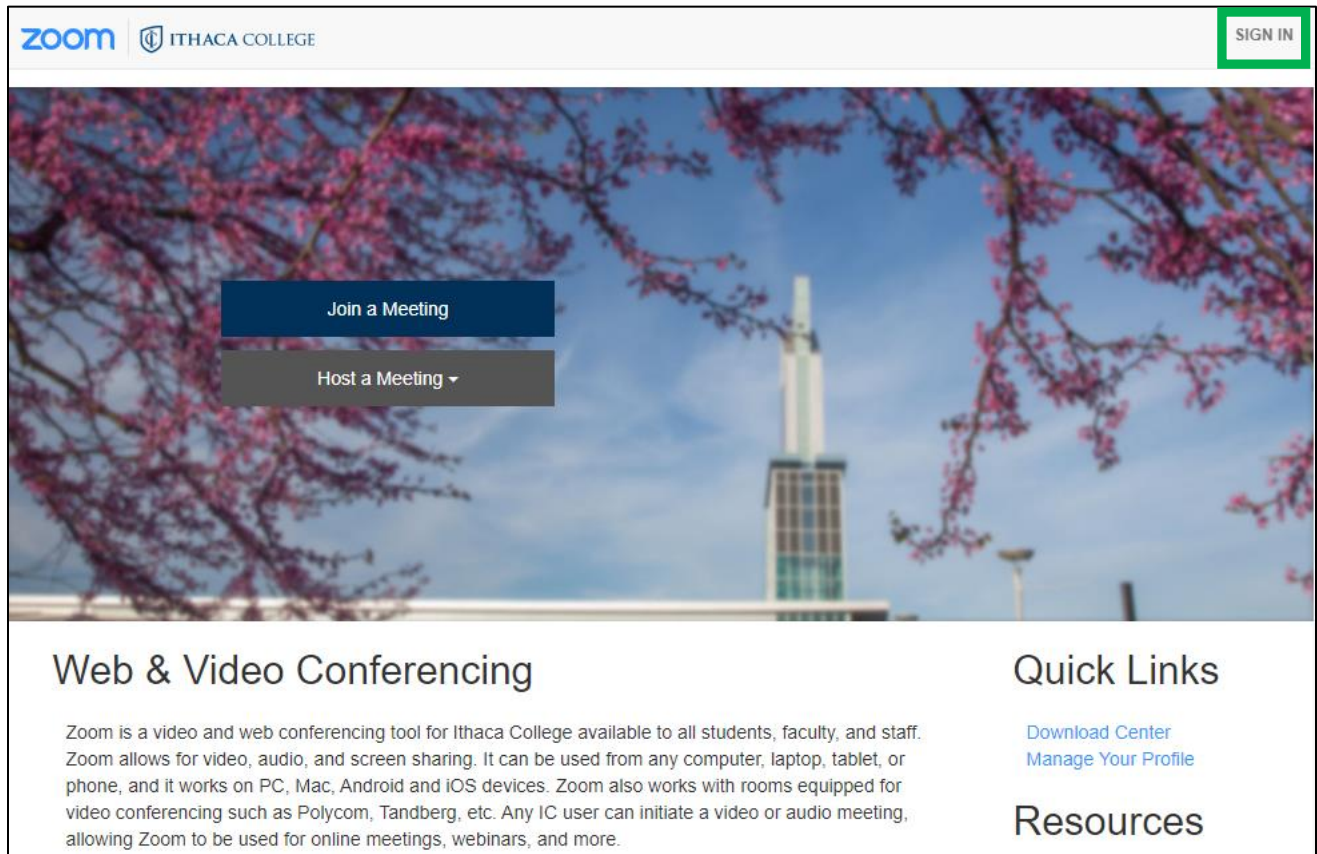 zoom ITHACA COLLEGE
SIGN IN
Join a Meeting
Host a Meeting
Web & Video Conferencing
Zoom is a video and web conferencing tool for Ithaca College available to all students, faculty, and staff.
Zoom allows for video, audio, and screen sharing. It can be used from any computer, laptop, tablet, or
phone, and it works on PC, Mac, Android and iOS devices. Zoom also works with rooms equipped for
video conferencing such as Polycom, Tandberg, etc. Any IC user can initiate a video or audio meeting,
allowing Zoom to be used for online meetings, webinars, and more.
Quick Links
Download Center
Manage Your Profile
Resources